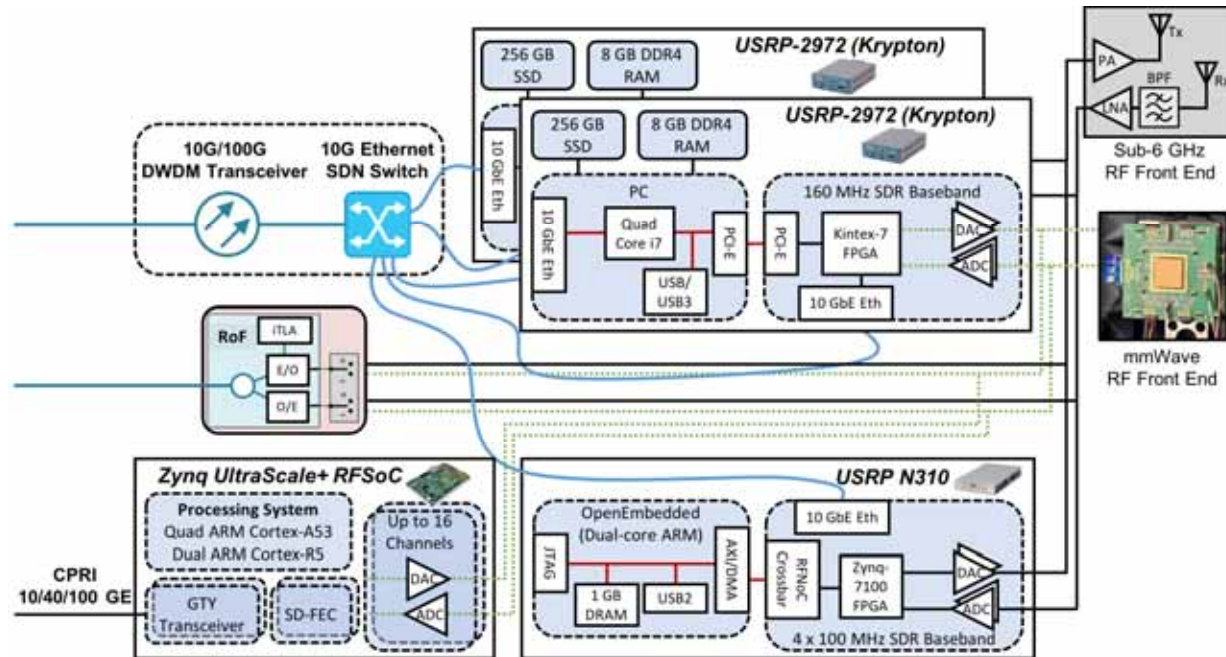 USRP-2972 (Krypton)
256 GB
SSD
8 GB DDR4
RAM
10 GbE Eth
USRP-2972 (Krypton)
256 GB
SSD
8 GB DDR4
RAM
PC
10 GbE Eth
Quad
Core i7
USB/
USB3
PCI-E
160 MHz SDR Baseband
PCI-E
Kintex-7
FPGA
DAC
ADC
10 GbE Eth
Tx
PA
BPF
Rx
LNA
Sub-6 GHz
RF Front End
mmWave
RF Front End
10G/100G
DWDM Transceiver
10G Ethernet
SDN Switch
RoF
iTLA
E/O
O/E
Zynq UltraScale+ RFSoC
Processing System
Quad ARM Cortex-A53
Dual ARM Cortex-R5
Up to 16
Channels
DAC
ADC
CPRI
10/40/100 GE
GTY
Transceiver
SD-FEC
USRP N310
OpenEmbedded
(Dual-core ARM)
JTAG
1 GB
DRAM
USB2
AXI/DMA
10 GbE Eth
RFNoC
Crossbar
Zynq-
7100
FPGA
DAC
ADC
4 x 100 MHz SDR Baseband